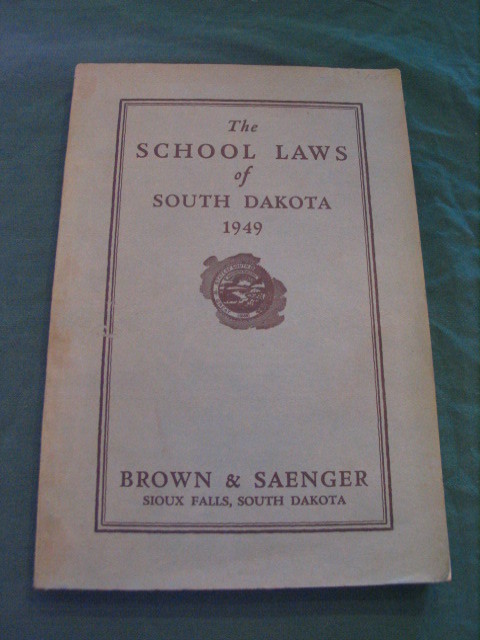 The
SCHOOL LAWS
of
SOUTH DAKOTA
1949
BROWN & SAENGER
SIOUX FALLS, SOUTH DAKOTA